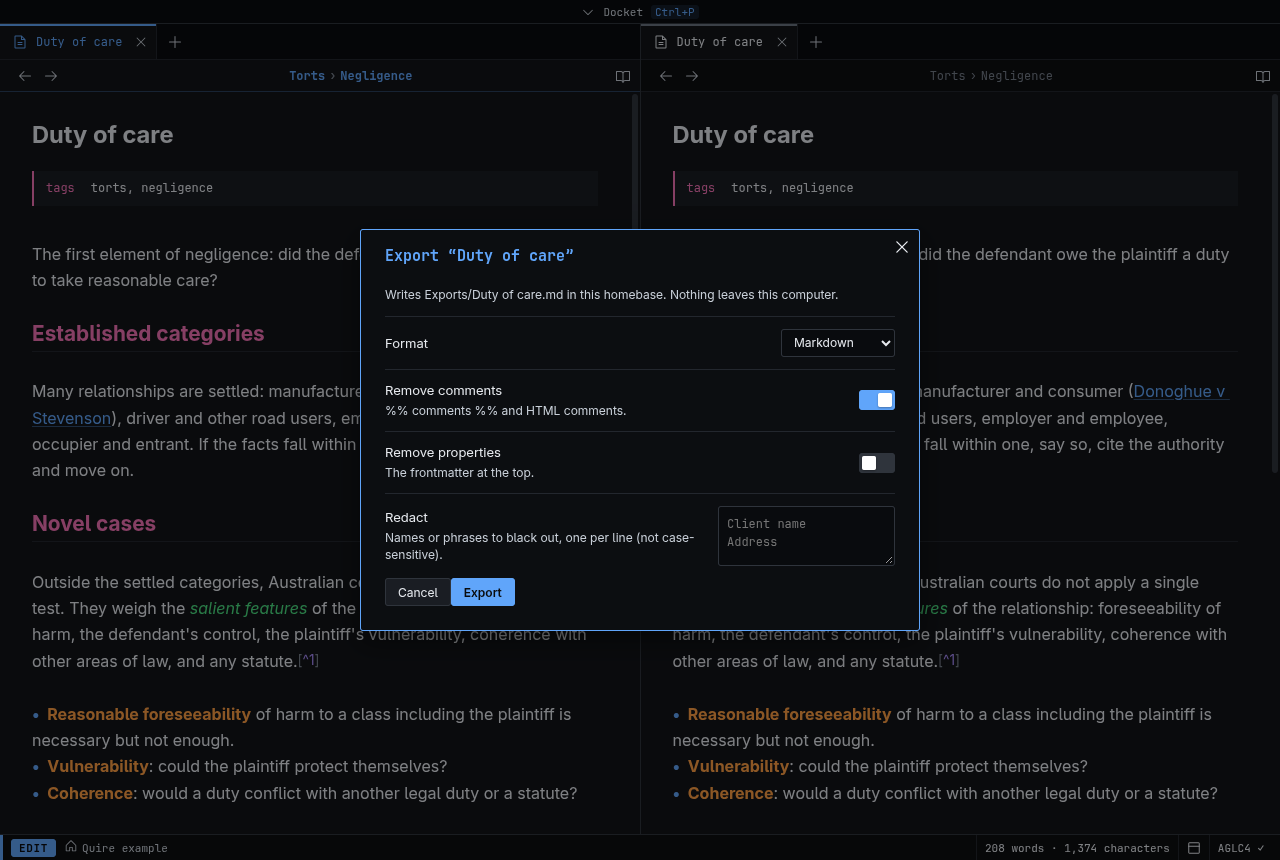 Docket Ctrl+P
Duty of care
Duty of care
Torts › Negligence
Torts › Negligence
Duty of care
tags torts, negligence
The first element of negligence: did the def
to take reasonable care?
Established categories
Many relationships are settled: manufacture
Stevenson), driver and other road users, em
occupier and entrant. If the facts fall within
and move on.
Novel cases
Outside the settled categories, Australian c
test. They weigh the salient features of the
harm, the defendant's control, the plaintiff's vulnerability, coherence with
other areas of law, and any statute.[^1]
• Reasonable foreseeability of harm to a class including the plaintiff is
necessary but not enough.
• Vulnerability: could the plaintiff protect themselves?
• Coherence: would a duty conflict with another legal duty or a statute?
Duty of care
tags torts, negligence
did the defendant owe the plaintiff a duty
anufacturer and consumer (Donoghue v
d users, employer and employee,
fall within one, say so, cite the authority
ustralian courts do not apply a single
ures of the relationship: foreseeability of
harm, the defendant's control, the plaintiff's vulnerability, coherence with
other areas of law, and any statute.[^1]
• Reasonable foreseeability of harm to a class including the plaintiff is
necessary but not enough.
• Vulnerability: could the plaintiff protect themselves?
• Coherence: would a duty conflict with another legal duty or a statute?
Export “Duty of care”
Writes Exports/Duty of care.md in this homebase. Nothing leaves this computer.
Format
Markdown
Remove comments
%% comments %% and HTML comments.
Remove properties
The frontmatter at the top.
Redact
Names or phrases to black out, one per line (not case-
sensitive).
Client name
Address
Cancel Export
EDIT Quire example
208 words · 1,374 characters
AGLC4 ✓